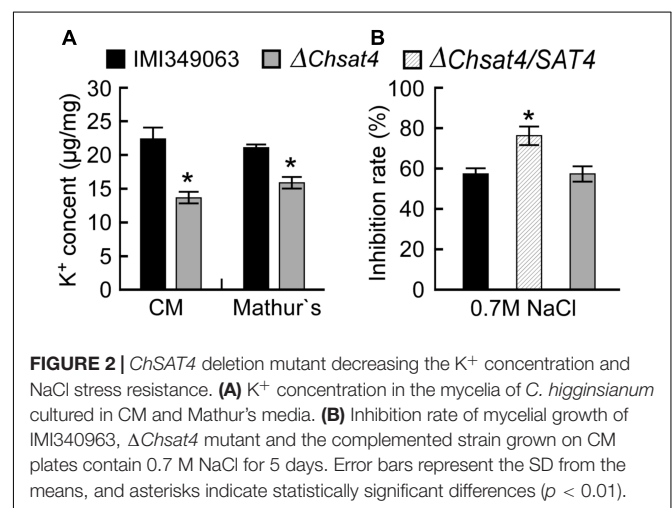 A B
IMI349063 ΔChsat4 ΔChsat4/SAT4
K⁺ concent (µg/mg)
30
25
20
15
10
5
0
* *
CM Mathur`s
Inhibition rate (%)
100
80
60
40
20
0
*
0.7M NaCl
FIGURE 2 | ChSAT4 deletion mutant decreasing the K⁺ concentration and
NaCl stress resistance. (A) K⁺ concentration in the mycelia of C. higginsianum
cultured in CM and Mathur's media. (B) Inhibition rate of mycelial growth of
IMI340963, ΔChsat4 mutant and the complemented strain grown on CM
plates contain 0.7 M NaCl for 5 days. Error bars represent the SD from the
means, and asterisks indicate statistically significant differences (p < 0.01).